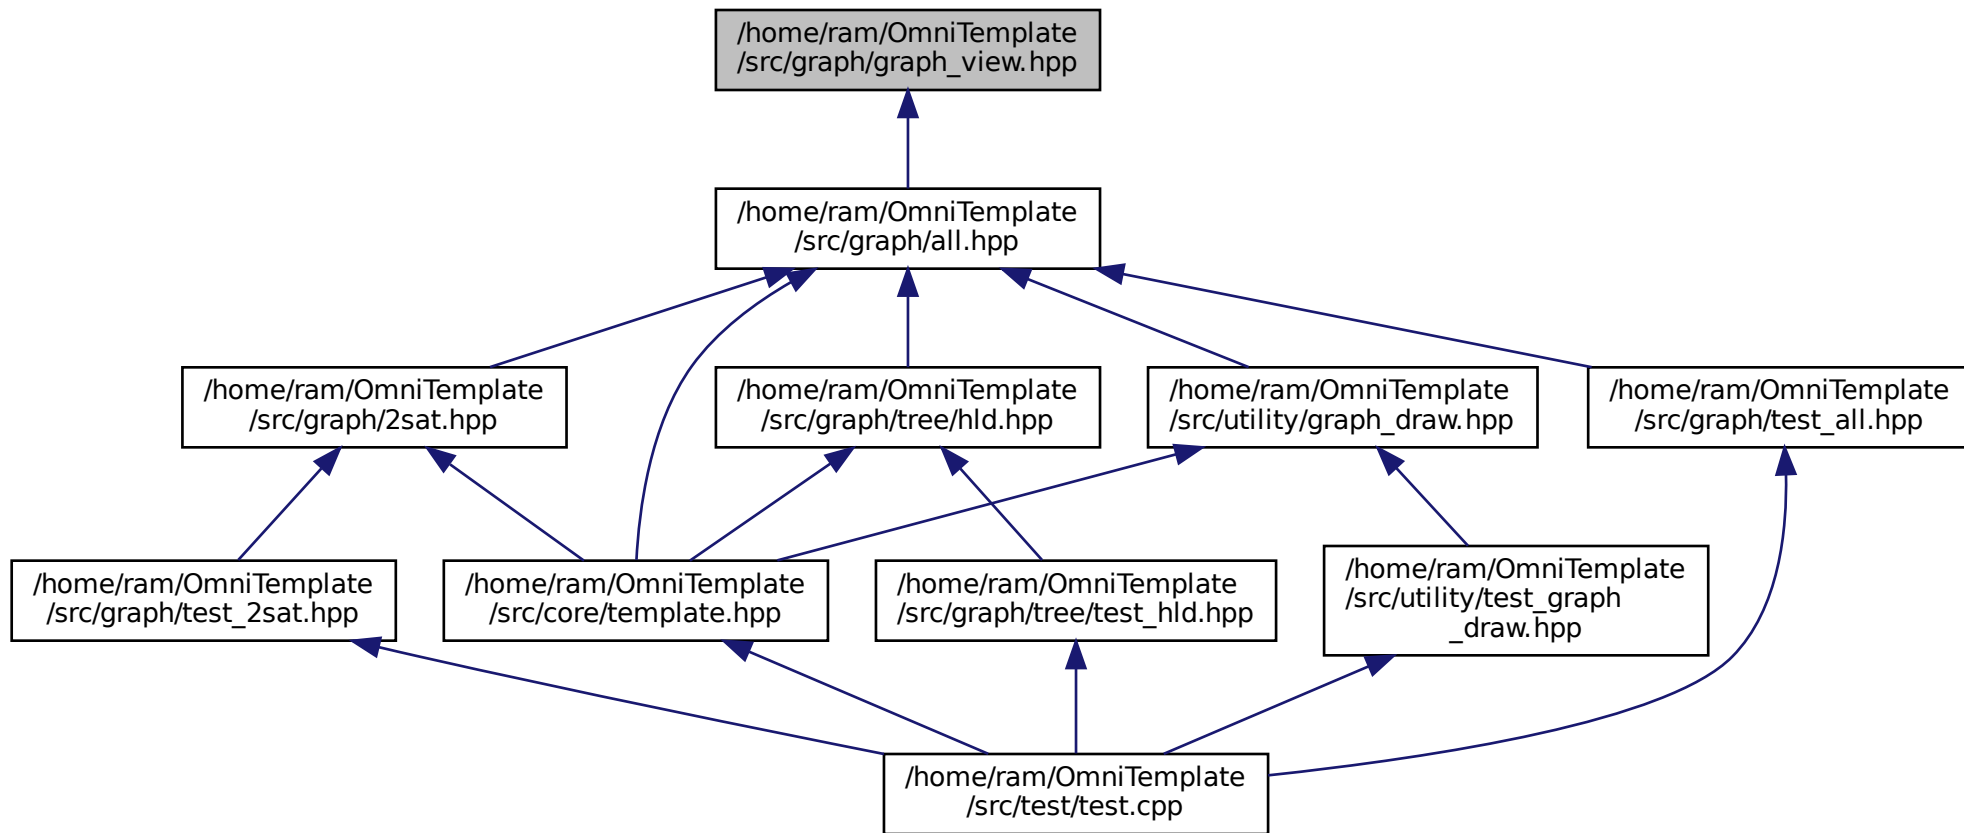 /home/ram/OmniTemplate
/src/graph/graph_view.hpp
/home/ram/OmniTemplate
/src/graph/all.hpp
/home/ram/OmniTemplate
/src/graph/2sat.hpp
/home/ram/OmniTemplate
/src/graph/tree/hld.hpp
/home/ram/OmniTemplate
/src/utility/graph_draw.hpp
/home/ram/OmniTemplate
/src/graph/test_all.hpp
/home/ram/OmniTemplate
/src/graph/test_2sat.hpp
/home/ram/OmniTemplate
/src/core/template.hpp
/home/ram/OmniTemplate
/src/graph/tree/test_hld.hpp
/home/ram/OmniTemplate
/src/utility/test_graph
_draw.hpp
/home/ram/OmniTemplate
/src/test/test.cpp